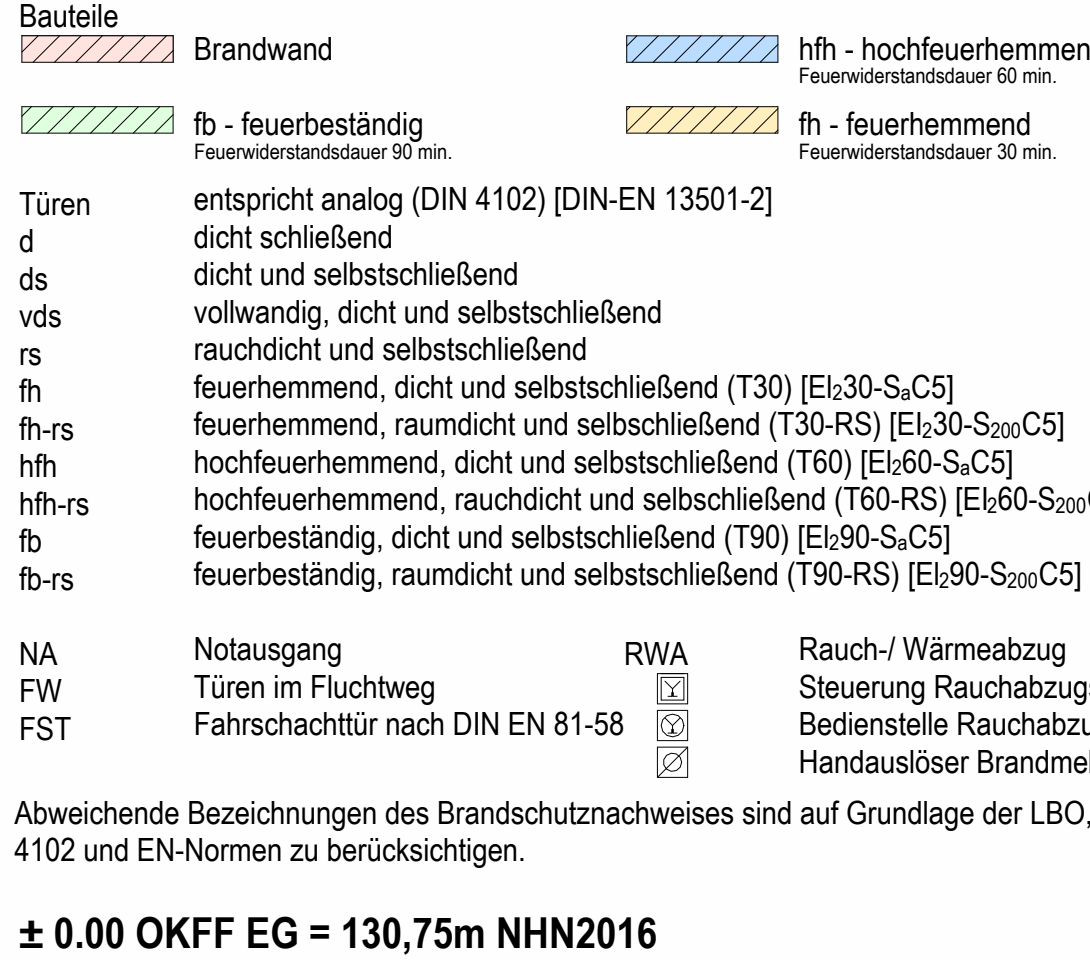 Bauteile
Brandwand
hfh - hochfeuerhemmen
Feuerwiderstandsdauer 60 min.
fb - feuerbeständig
Feuerwiderstandsdauer 90 min.
fh - feuerhemmend
Feuerwiderstandsdauer 30 min.
Türen entspricht analog (DIN 4102) [DIN-EN 13501-2]
d dicht schließend
ds dicht und selbstschließend
vds vollwandig, dicht und selbstschließend
rs rauchdicht und selbstschließend
fh feuerhemmend, dicht und selbstschließend (T30) [EI₂30-SₐC5]
fh-rs feuerhemmend, raumdicht und selbschließend (T30-RS) [EI₂30-S₂₀₀C5]
hfh hochfeuerhemmend, dicht und selbstschließend (T60) [EI₂60-SₐC5]
hfh-rs hochfeuerhemmend, rauchdicht und selbschließend (T60-RS) [EI₂60-S₂₀₀
fb feuerbeständig, dicht und selbstschließend (T90) [EI₂90-SₐC5]
fb-rs feuerbeständig, raumdicht und selbstschließend (T90-RS) [EI₂90-S₂₀₀C5]
NA Notausgang
FW Türen im Fluchtweg
FST Fahrschachttür nach DIN EN 81-58
RWA Rauch-/ Wärmeabzug
Steuerung Rauchabzug
Bedienstelle Rauchabzu
Handauslöser Brandme
Abweichende Bezeichnungen des Brandschutznachweises sind auf Grundlage der LBO,
4102 und EN-Normen zu berücksichtigen.
± 0.00 OKFF EG = 130,75m NHN2016